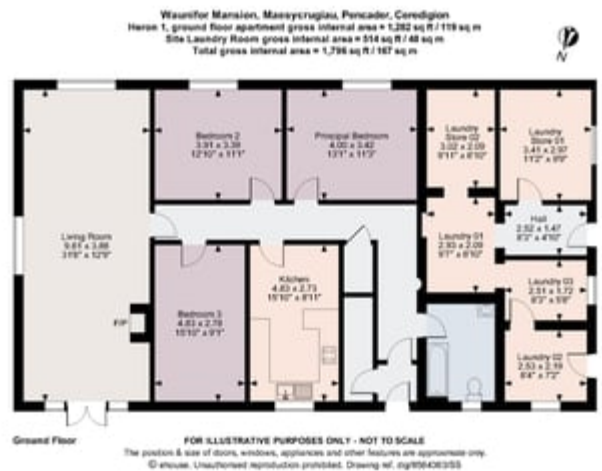 Waunifor Mansion, Maesycrugiau, Pencader, Ceredigion
Heron 1, ground floor apartment gross internal area = 1,282 sq ft / 119 sq m
Site Laundry Room gross internal area = 514 sq ft / 48 sq m
Total gross internal area = 1,796 sq ft / 167 sq m
N
Bedroom 2
3.91 x 3.39
12'10" x 11'1"
Principal Bedroom
4.00 x 3.42
13'1" x 11'3"
Laundry
Store 02
3.02 x 2.09
9'11" x 6'10"
Laundry
Store 01
3.41 x 2.97
11'2" x 9'9"
Living Room
9.61 x 3.88
31'6" x 12'9"
Laundry 01
2.93 x 2.09
9'7" x 6'10"
Hall
2.52 x 1.47
8'3" x 4'10"
Bedroom 3
4.83 x 2.78
15'10" x 9'1"
Kitchen
4.83 x 2.73
15'10" x 8'11"
Laundry 03
2.51 x 1.72
8'3" x 5'8"
F/P
Laundry 02
2.53 x 2.19
8'4" x 7'2"
Ground Floor
FOR ILLUSTRATIVE PURPOSES ONLY - NOT TO SCALE
The position & size of doors, windows, appliances and other features are approximate only.
© ehouse. Unauthorised reproduction prohibited. Drawing ref. dig/8564363/SS